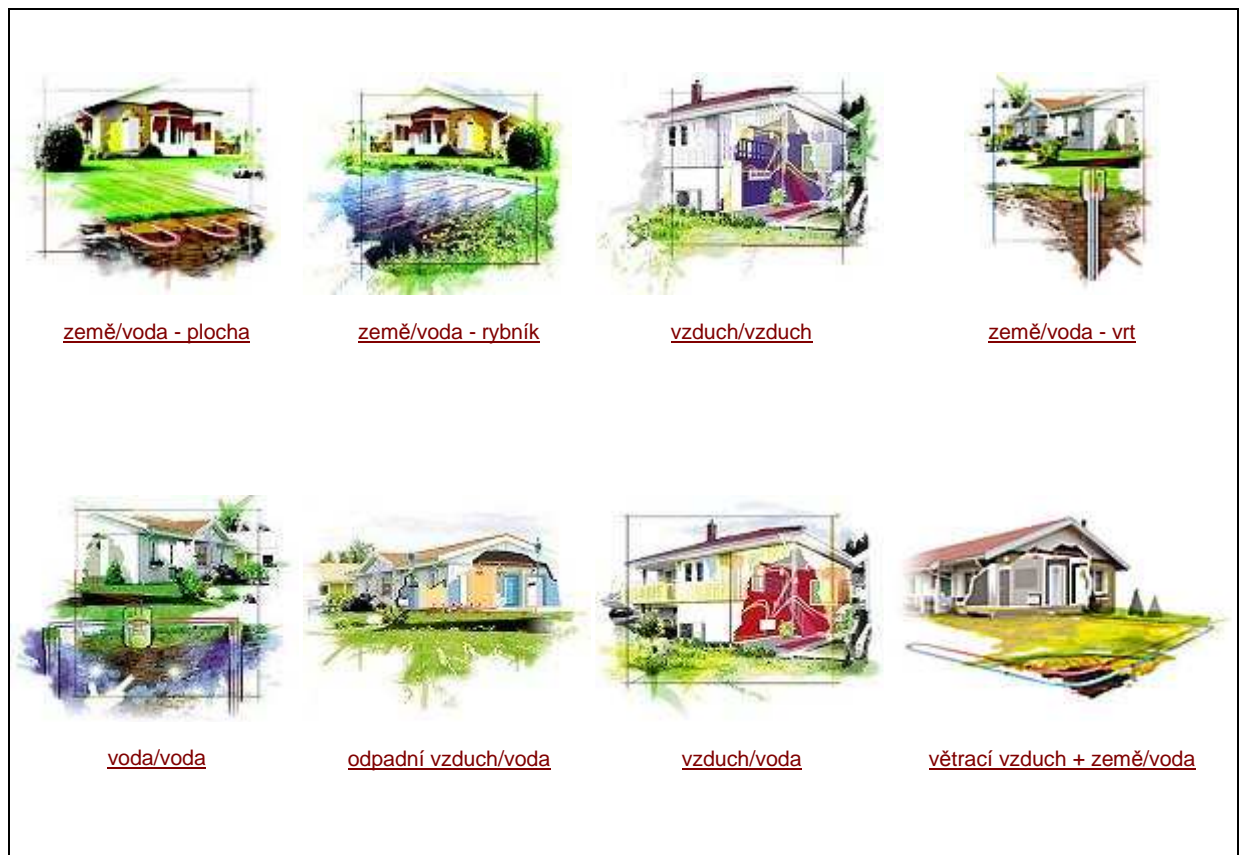 země/voda - plocha
země/voda - rybník
vzduch/vzduch
země/voda - vrt
voda/voda
odpadní vzduch/voda
vzduch/voda
větrací vzduch + země/voda